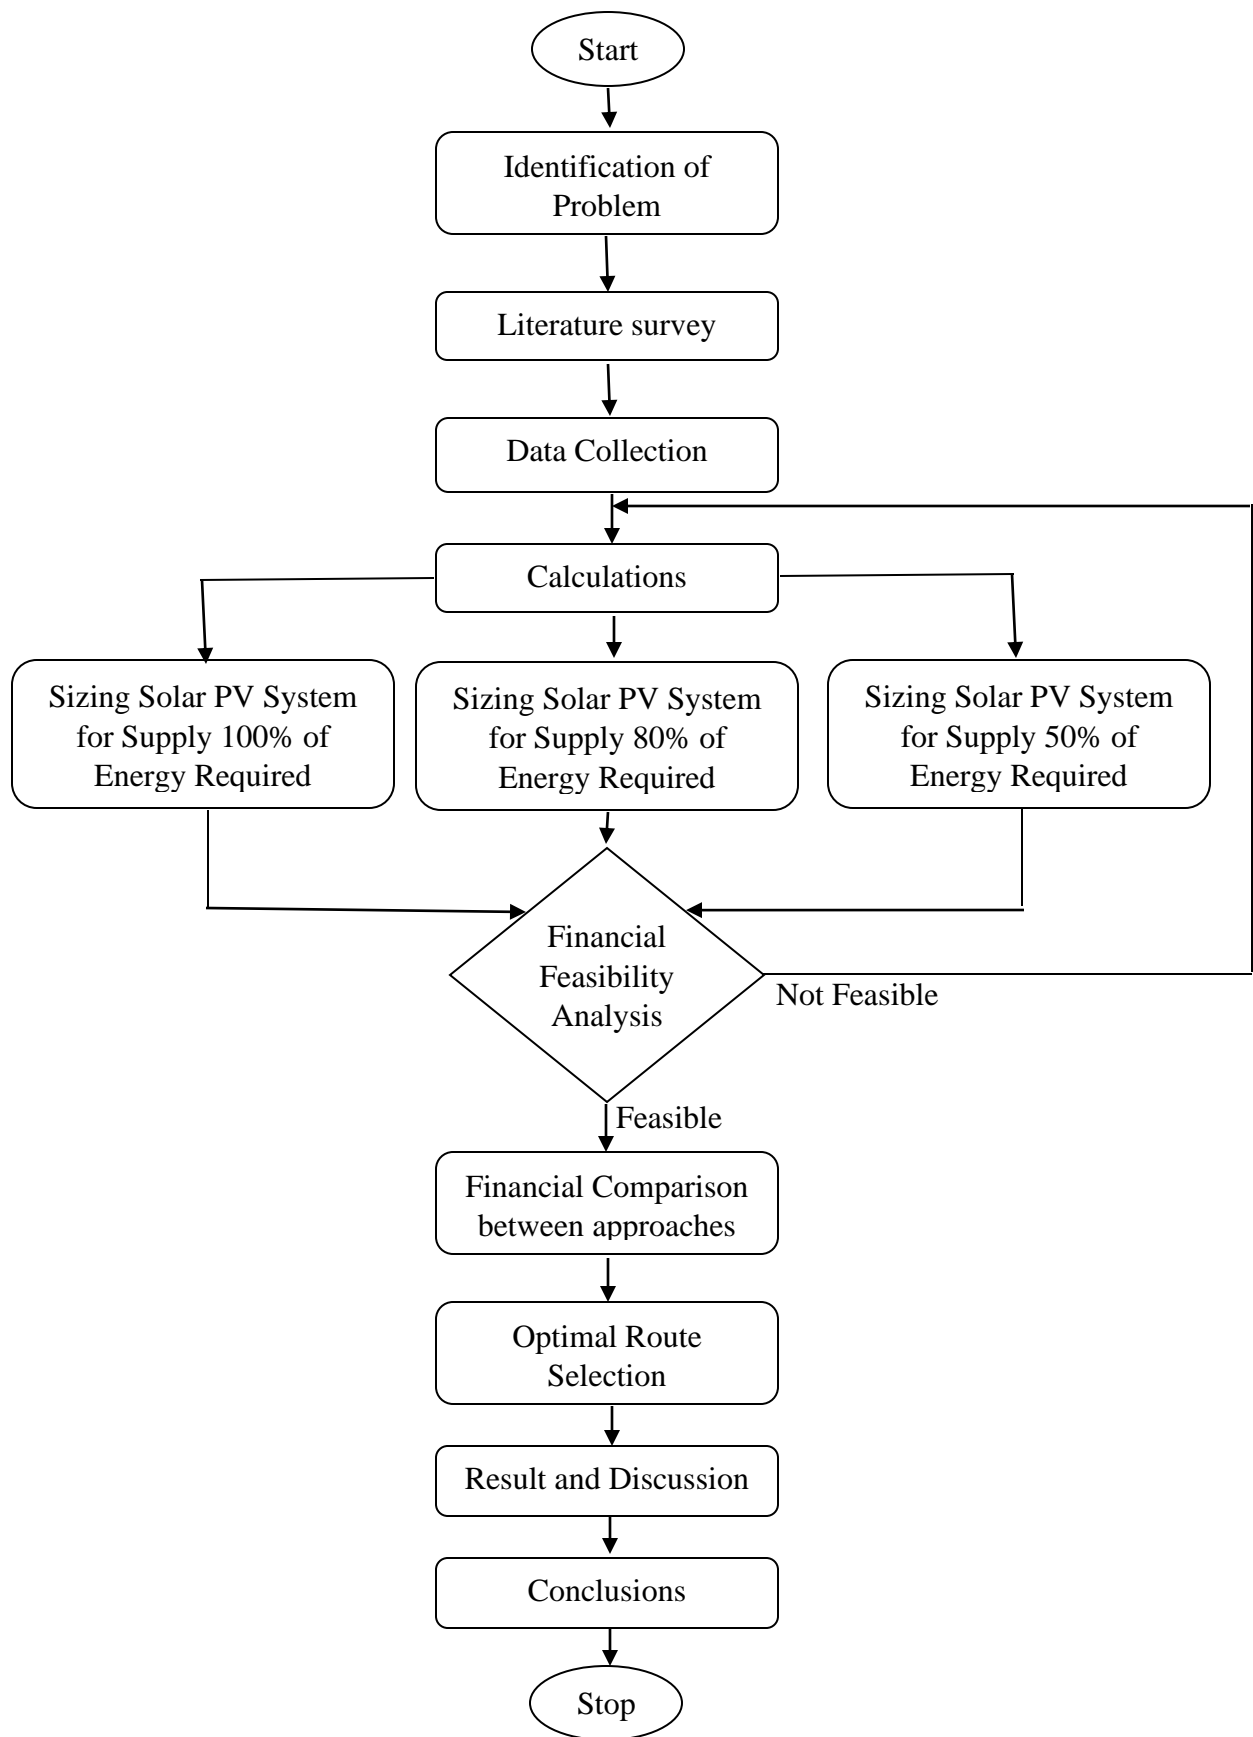 Start
Identification of
Problem
Literature survey
Data Collection
Calculations
Sizing Solar PV System
for Supply 100% of
Energy Required
Sizing Solar PV System
for Supply 80% of
Energy Required
Sizing Solar PV System
for Supply 50% of
Energy Required
Financial
Feasibility
Analysis
Not Feasible
Feasible
Financial Comparison
between approaches
Optimal Route
Selection
Result and Discussion
Conclusions
Stop